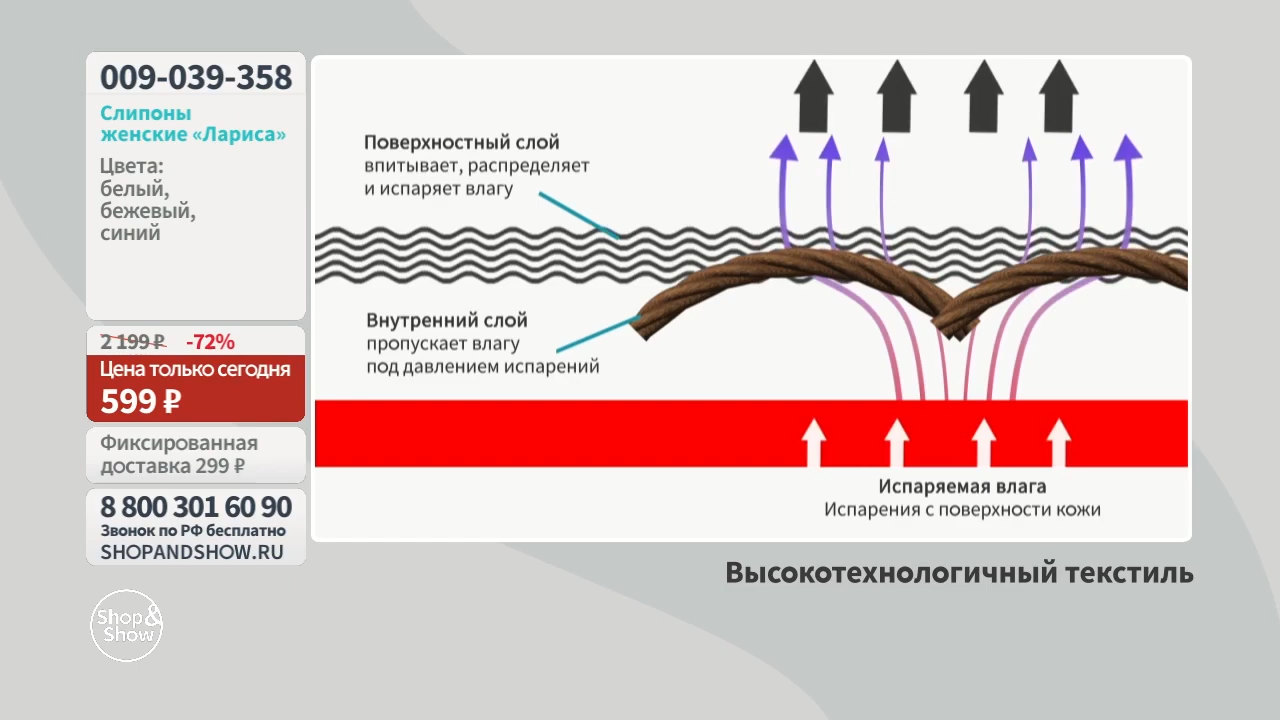 009-039-358
Слипоны
женские «Лариса»
Цвета:
белый,
бежевый,
синий
2 199 ₽ -72%
Цена только сегодня
599 ₽
Фиксированная
доставка 299 ₽
8 800 301 60 90
Звонок по РФ бесплатно
SHOPANDSHOW.RU
Shop&
Show
Поверхностный слой
впитывает, распределяет
и испаряет влагу
Внутренний слой
пропускает влагу
под давлением испарений
Испаряемая влага
Испарения с поверхности кожи
Высокотехнологичный текстиль